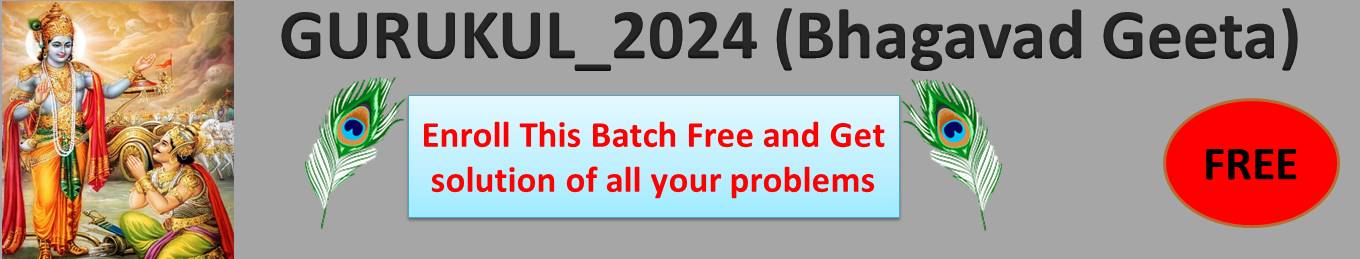 GURUKUL_2024 (Bhagavad Geeta)
Enroll This Batch Free and Get
solution of all your problems
FREE